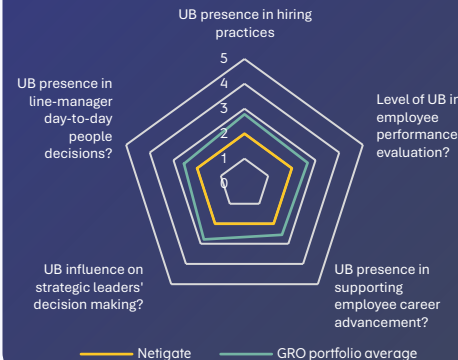 UB presence in hiring
practices
5
4
3
2
1
0
UB presence in
line-manager
day-to-day
people
decisions?
Level of UB in
employee
performance
evaluation?
UB influence on
strategic leaders'
decision making?
UB presence in
supporting
employee career
advancement?
Netigate
GRO portfolio average